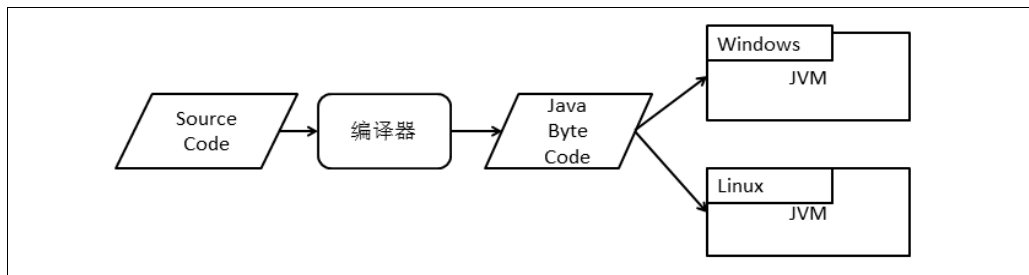 Source
Code
编译器
Java
Byte
Code
Windows
JVM
Linux
JVM